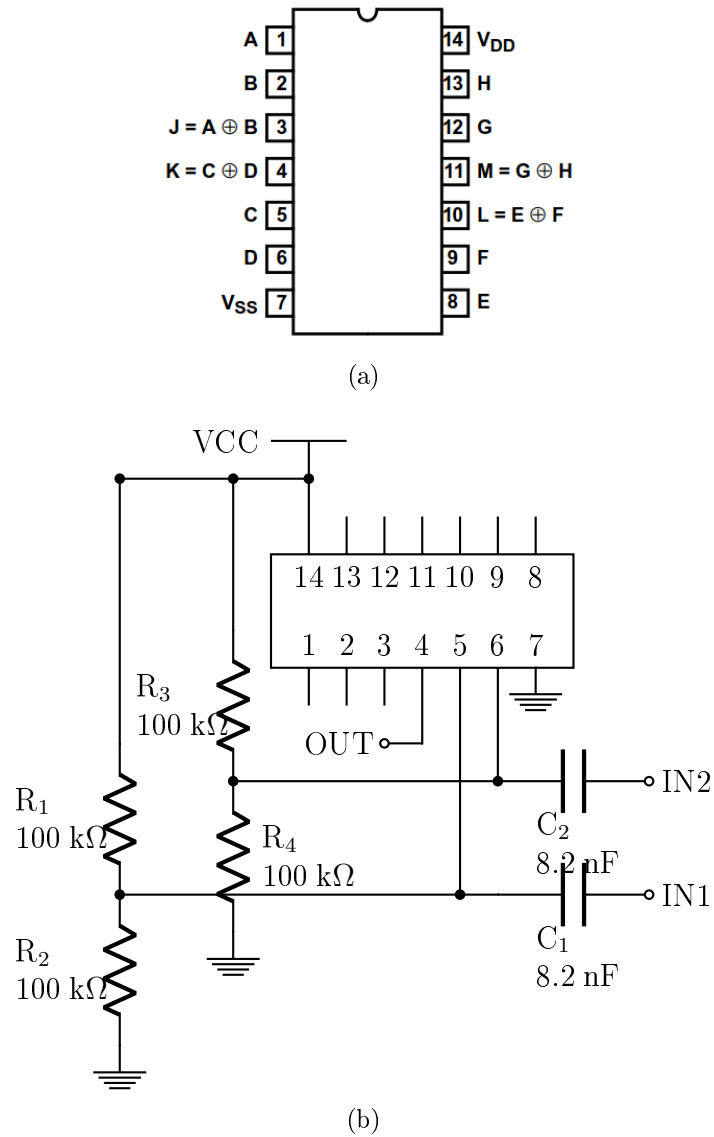 A 1 14 V_DD
B 2 13 H
J = A ⊕ B 3 12 G
K = C ⊕ D 4 11 M = G ⊕ H
C 5 10 L = E ⊕ F
D 6 9 F
V_SS 7 8 E
(a)
VCC
14 13 12 11 10 9 8
1 2 3 4 5 6 7
R₃
100 kΩ
OUT
IN2
R₁
100 kΩ
C₂
8.2 nF
R₄
100 kΩ
IN1
C₁
8.2 nF
R₂
100 kΩ
(b)